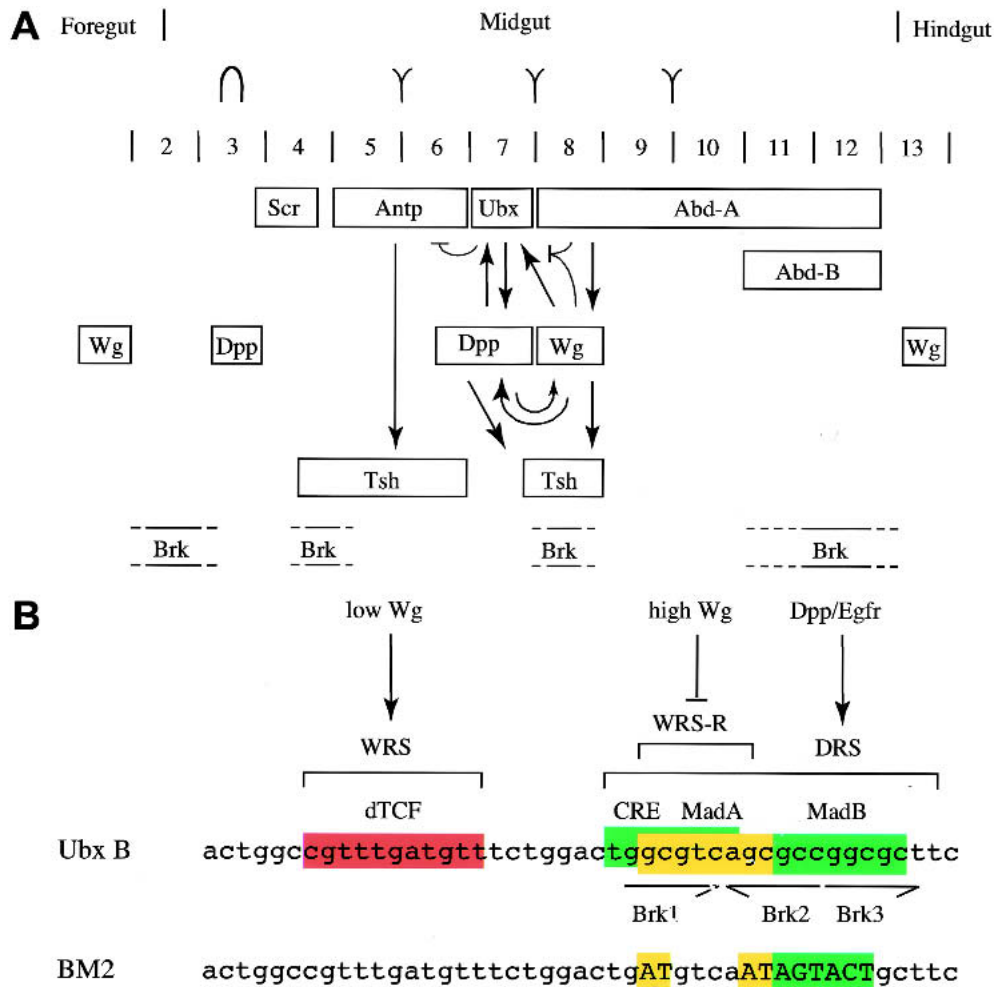 A Foregut Midgut Hindgut
2 3 4 5 6 7 8 9 10 11 12 13
Scr Antp Ubx Abd-A
Abd-B
Wg Dpp Dpp Wg Wg
Tsh Tsh
Brk Brk Brk Brk
B low Wg high Wg Dpp/Egfr
WRS WRS-R DRS
dTCF CRE MadA MadB
Ubx B actggccgtttgatgtttctggactggcgtcagcgccggcgcttc
Brk1 Brk2 Brk3
BM2 actggccgtttgatgtttctggactgATgtcaATAGTACTgcttc